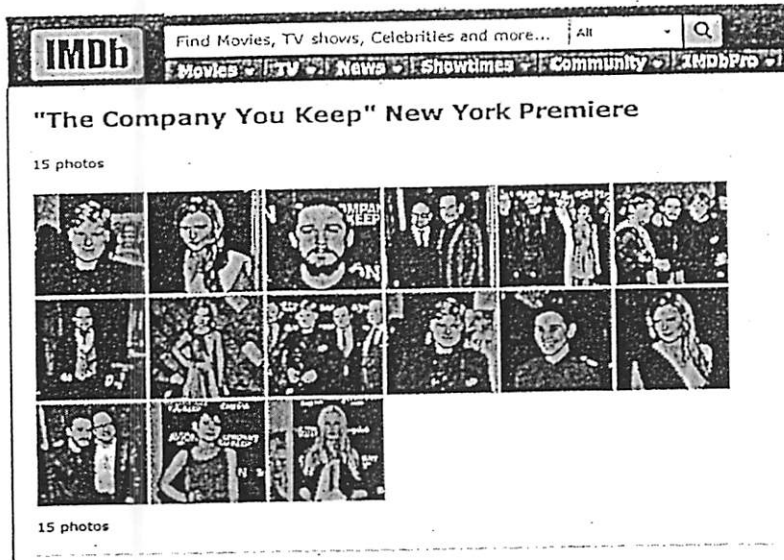 IMDb
Find Movies, TV shows, Celebrities and more... All
Movies TV News Showtimes Community IMDbPro
"The Company You Keep" New York Premiere
15 photos
KEEP
15 photos